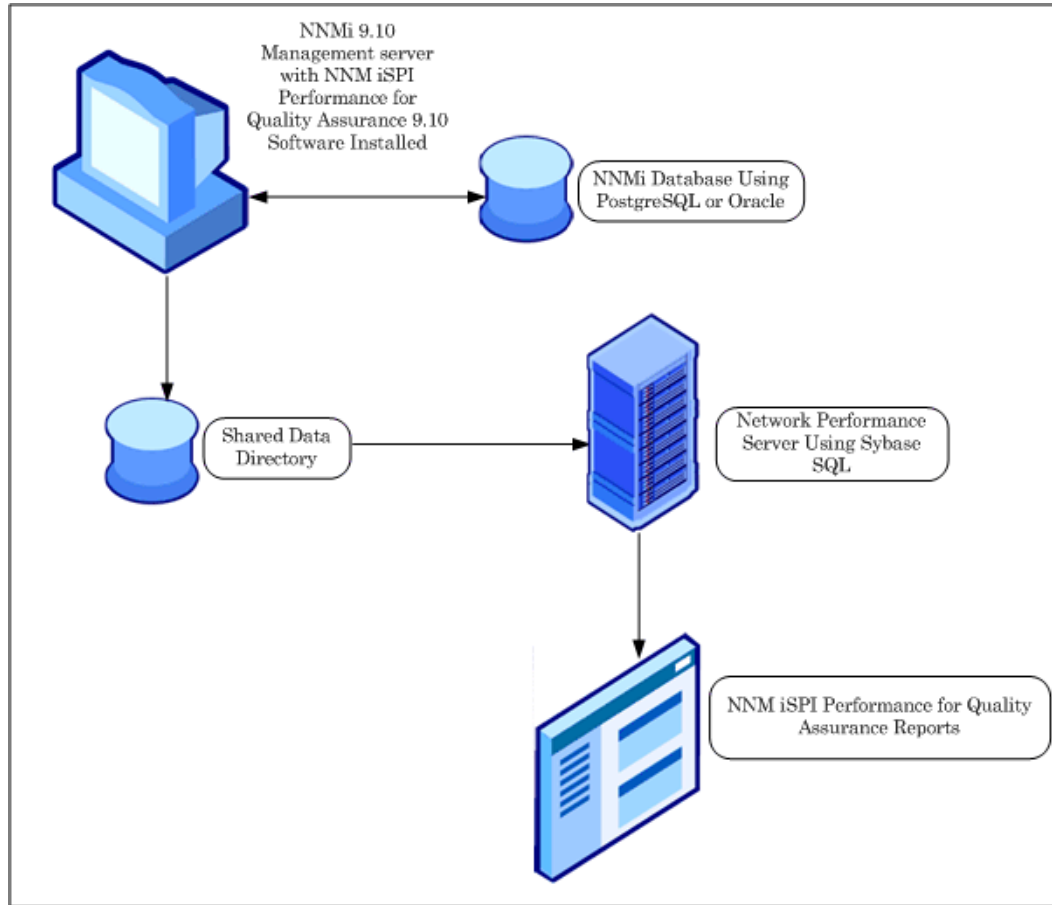 NNMi 9.10
Management server
with NNM iSPI
Performance for
Quality Assurance 9.10
Software Installed
NNMi Database Using
PostgreSQL or Oracle
Shared Data
Directory
Network Performance
Server Using Sybase
SQL
NNM iSPI Performance for Quality
Assurance Reports